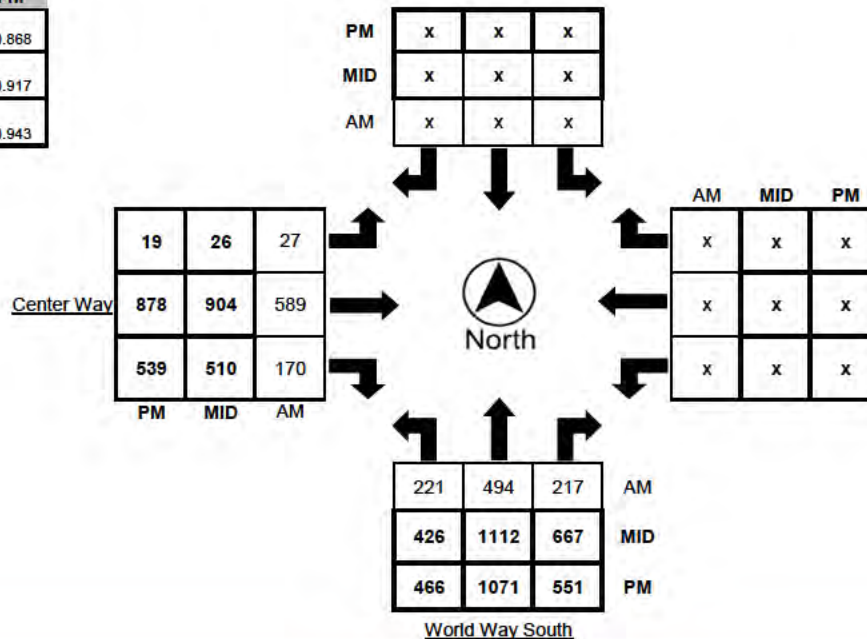 PM x x x
MID x x x
AM x x x
.868
.917
.943
AM MID PM
19 26 27
x x x
Center Way 878 904 589
x x x
North
539 510 170
x x x
PM MID AM
221 494 217 AM
426 1112 667 MID
466 1071 551 PM
World Way South